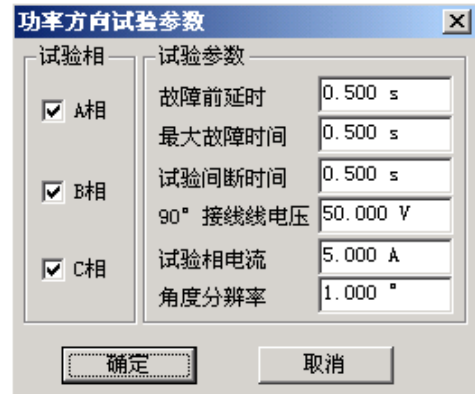 功率方向试验参数
试验相
A相
B相
C相
试验参数
故障前延时 0.500 s
最大故障时间 0.500 s
试验间断时间 0.500 s
90° 接线线电压 50.000 V
试验相电流 5.000 A
角度分辨率 1.000 °
确定 取消